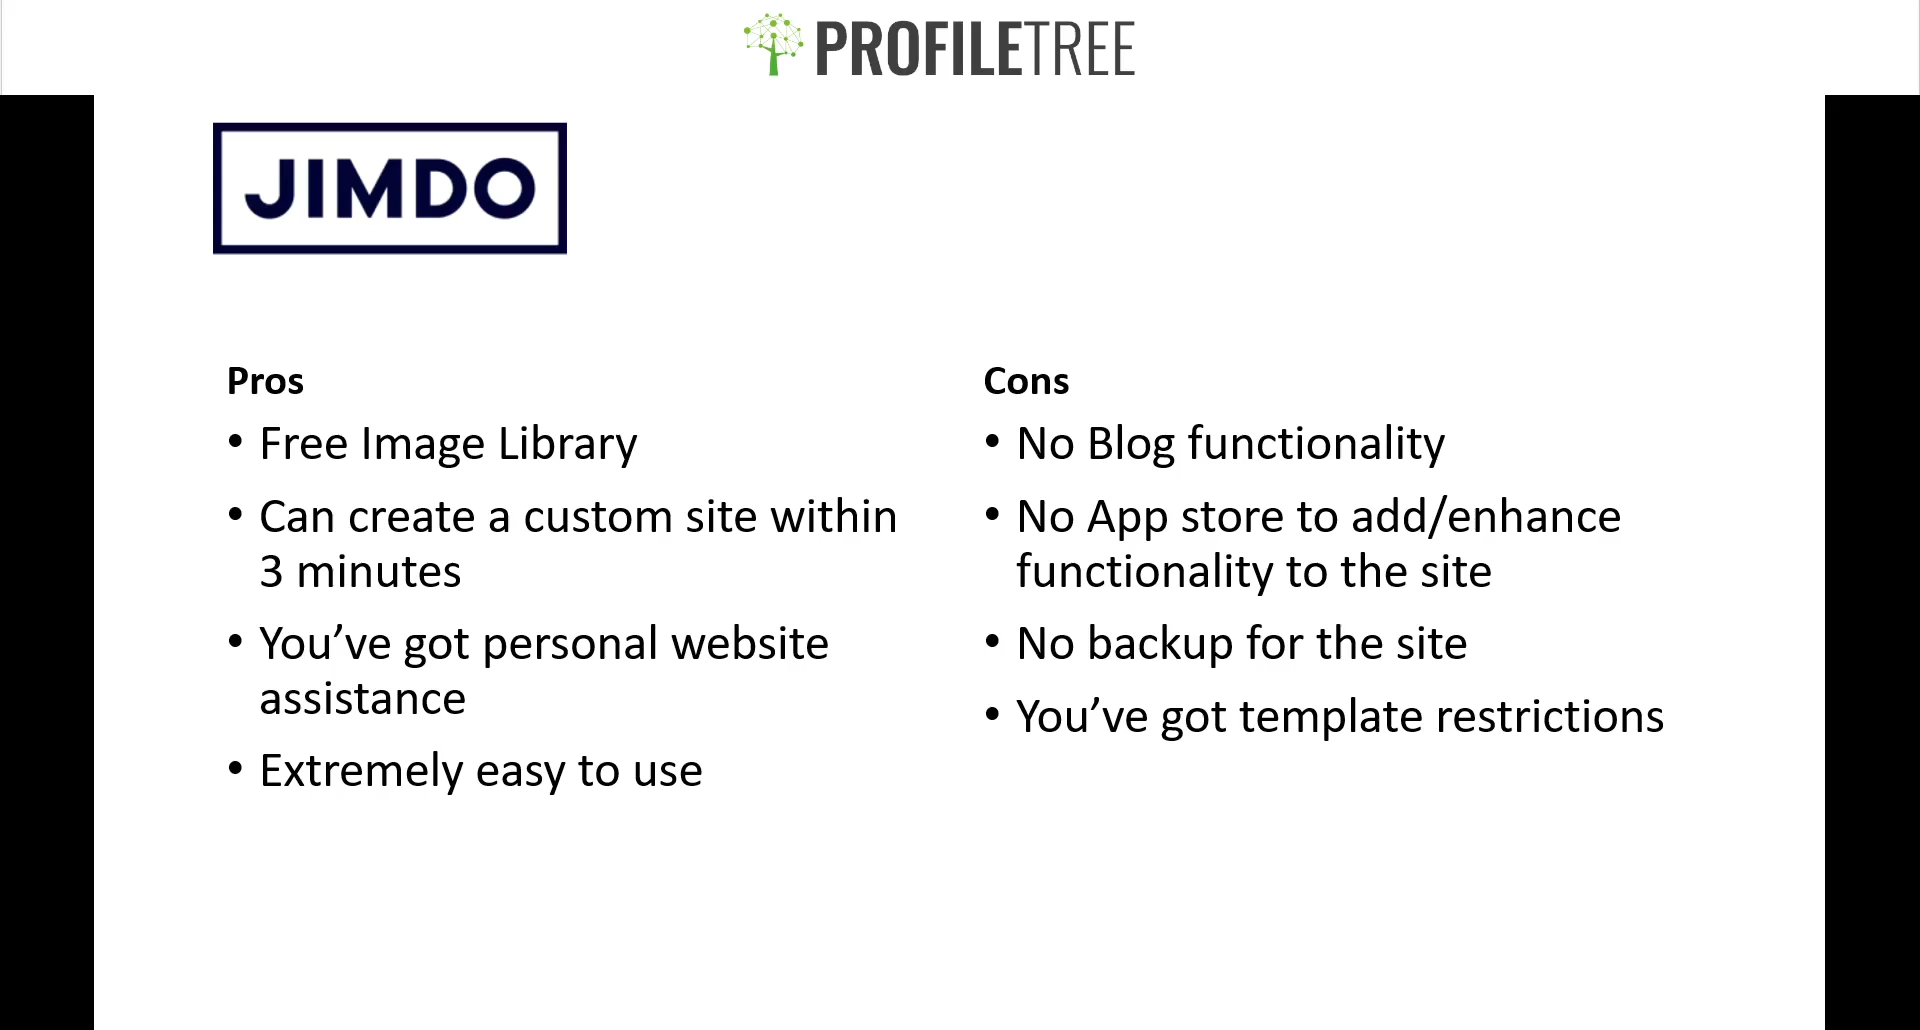 PROFILETREE
JIMDO
Pros
• Free Image Library
• Can create a custom site within
3 minutes
• You’ve got personal website
assistance
• Extremely easy to use
Cons
• No Blog functionality
• No App store to add/enhance
functionality to the site
• No backup for the site
• You’ve got template restrictions